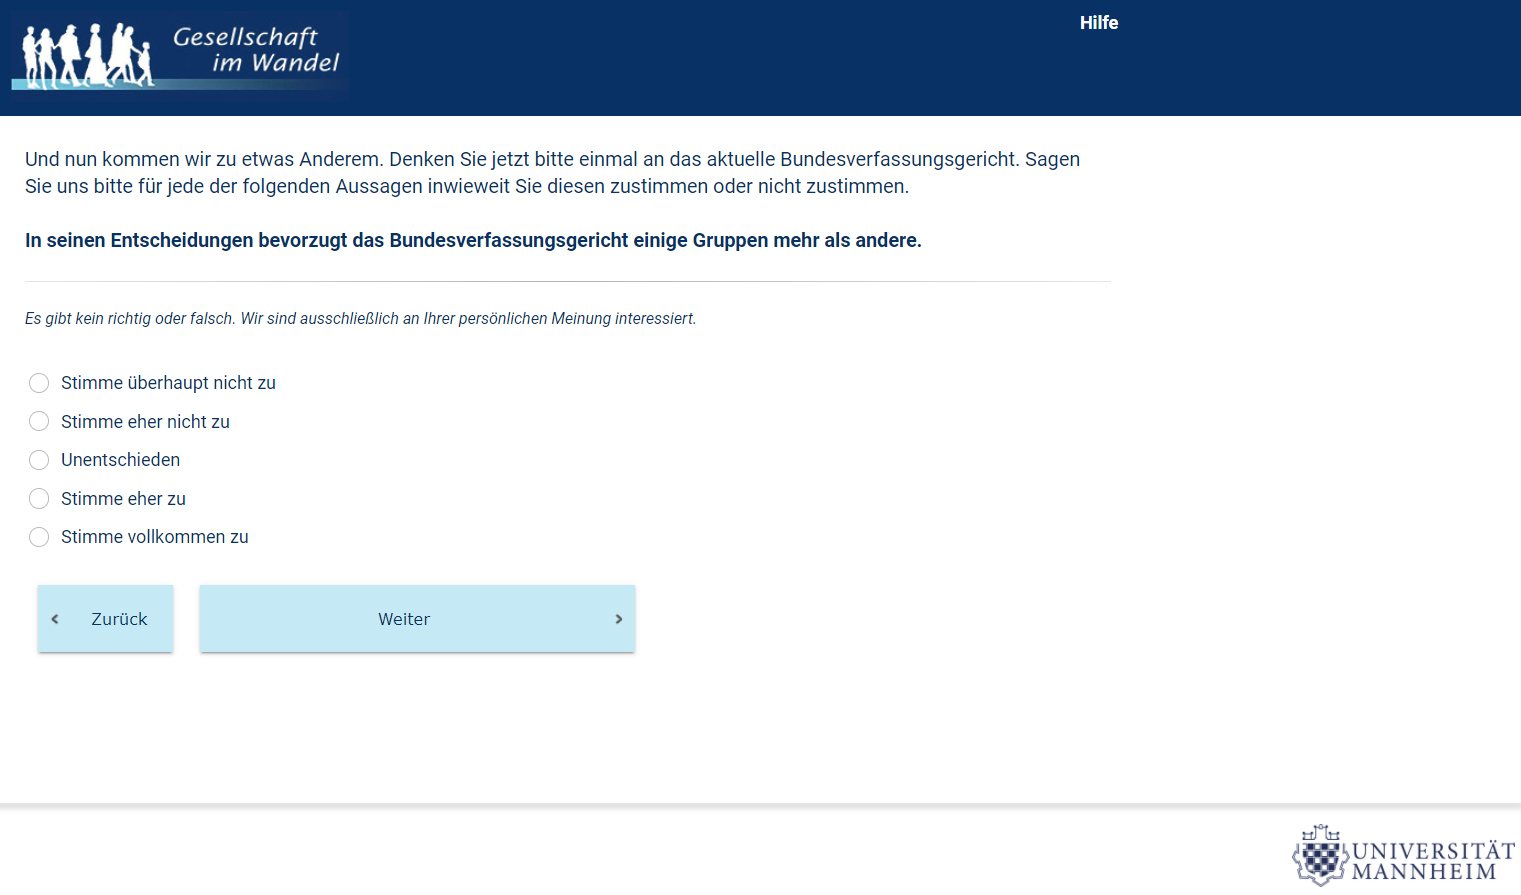 Gesellschaft
im Wandel
Hilfe
Und nun kommen wir zu etwas Anderem. Denken Sie jetzt bitte einmal an das aktuelle Bundesverfassungsgericht. Sagen
Sie uns bitte für jede der folgenden Aussagen inwieweit Sie diesen zustimmen oder nicht zustimmen.
In seinen Entscheidungen bevorzugt das Bundesverfassungsgericht einige Gruppen mehr als andere.
Es gibt kein richtig oder falsch. Wir sind ausschließlich an Ihrer persönlichen Meinung interessiert.
Stimme überhaupt nicht zu
Stimme eher nicht zu
Unentschieden
Stimme eher zu
Stimme vollkommen zu
Zurück
Weiter
UNIVERSITÄT
MANNHEIM